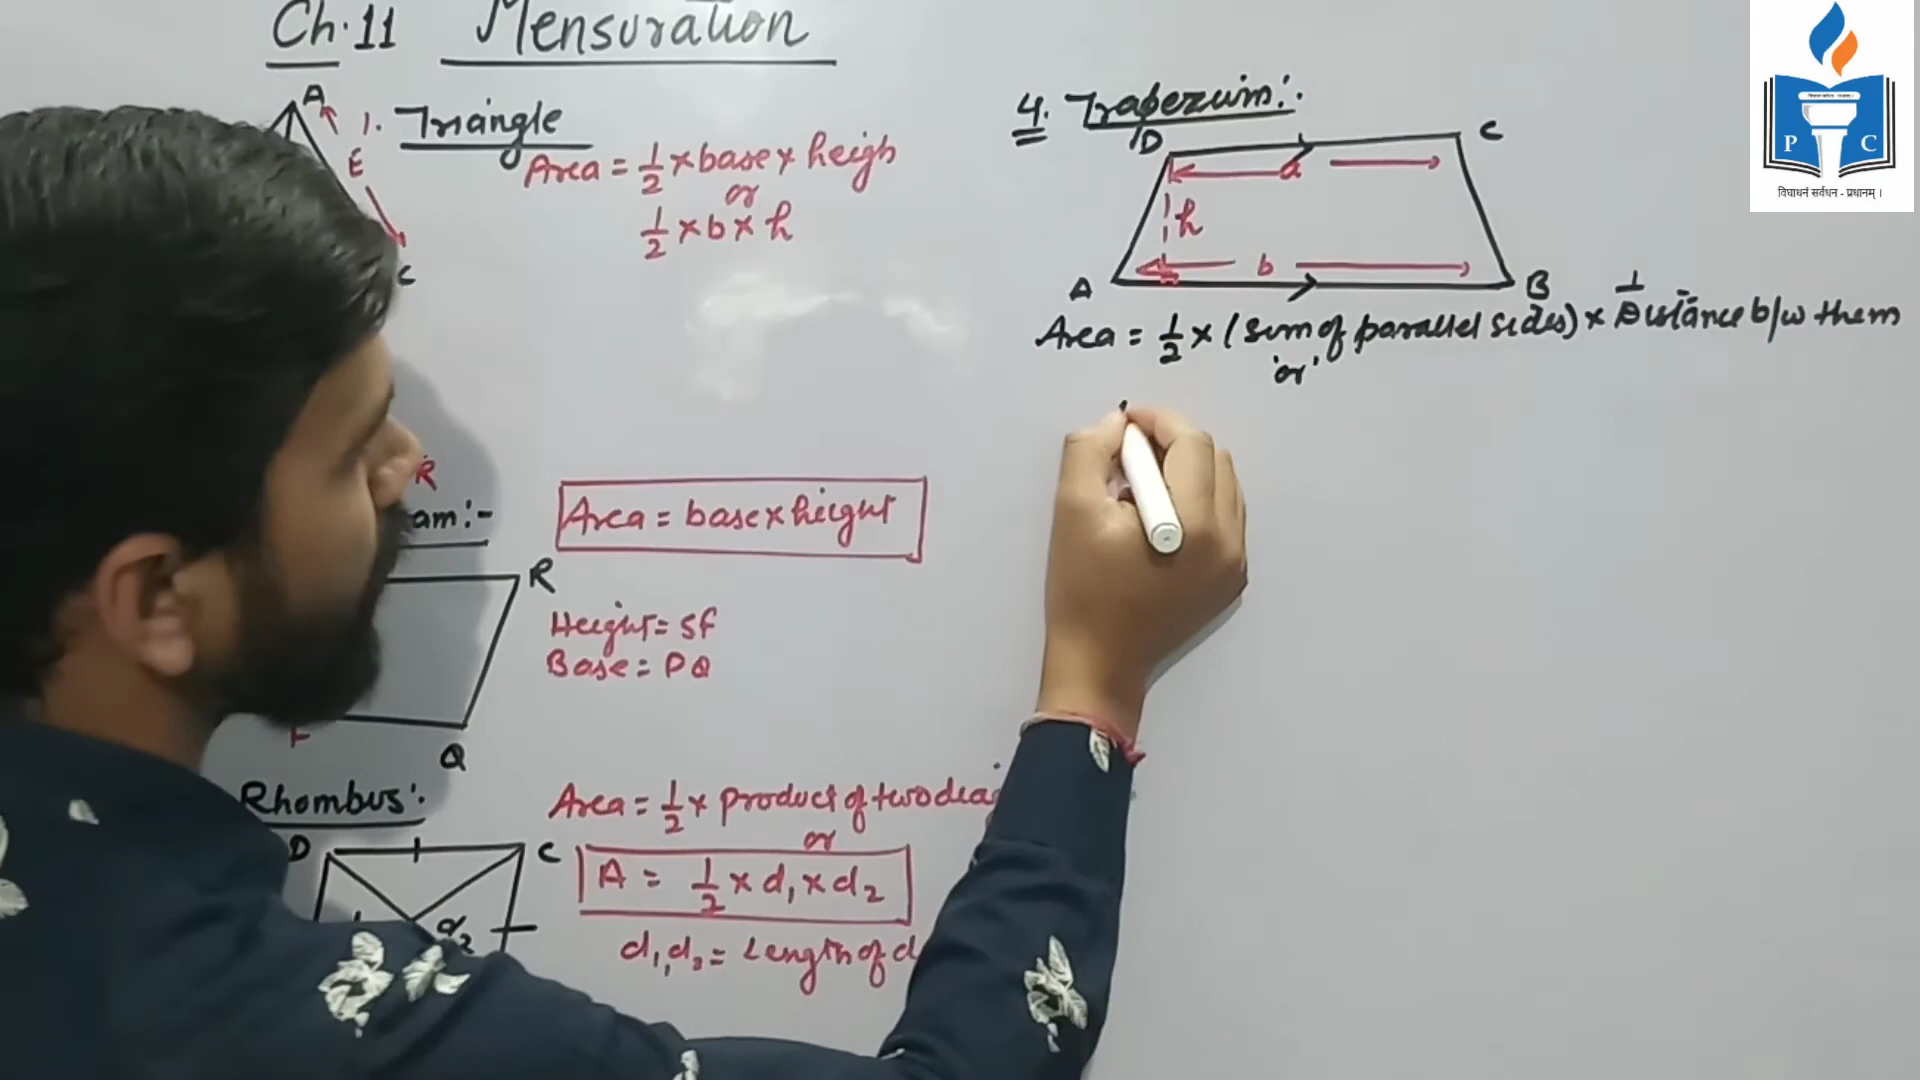 Ch.11 Mensuration
A
E
C
1. Triangle
Area = 1/2 × base × heigh
or
1/2 × b × h
R
am:-
Area = base × height
R
Height = SF
Base = PQ
F
Q
Rhombus:
D
C
d2
Area = 1/2 × product of two diag
or
A = 1/2 × d1 × d2
d1, d2 = Length of d
4. Trapezium:.
D
C
a
h
b
A
B
Area = 1/2 × (sum of parallel sides) × Distance b/w them
'or'
P C
विद्याधनं सर्वधन - प्रधानम् ।